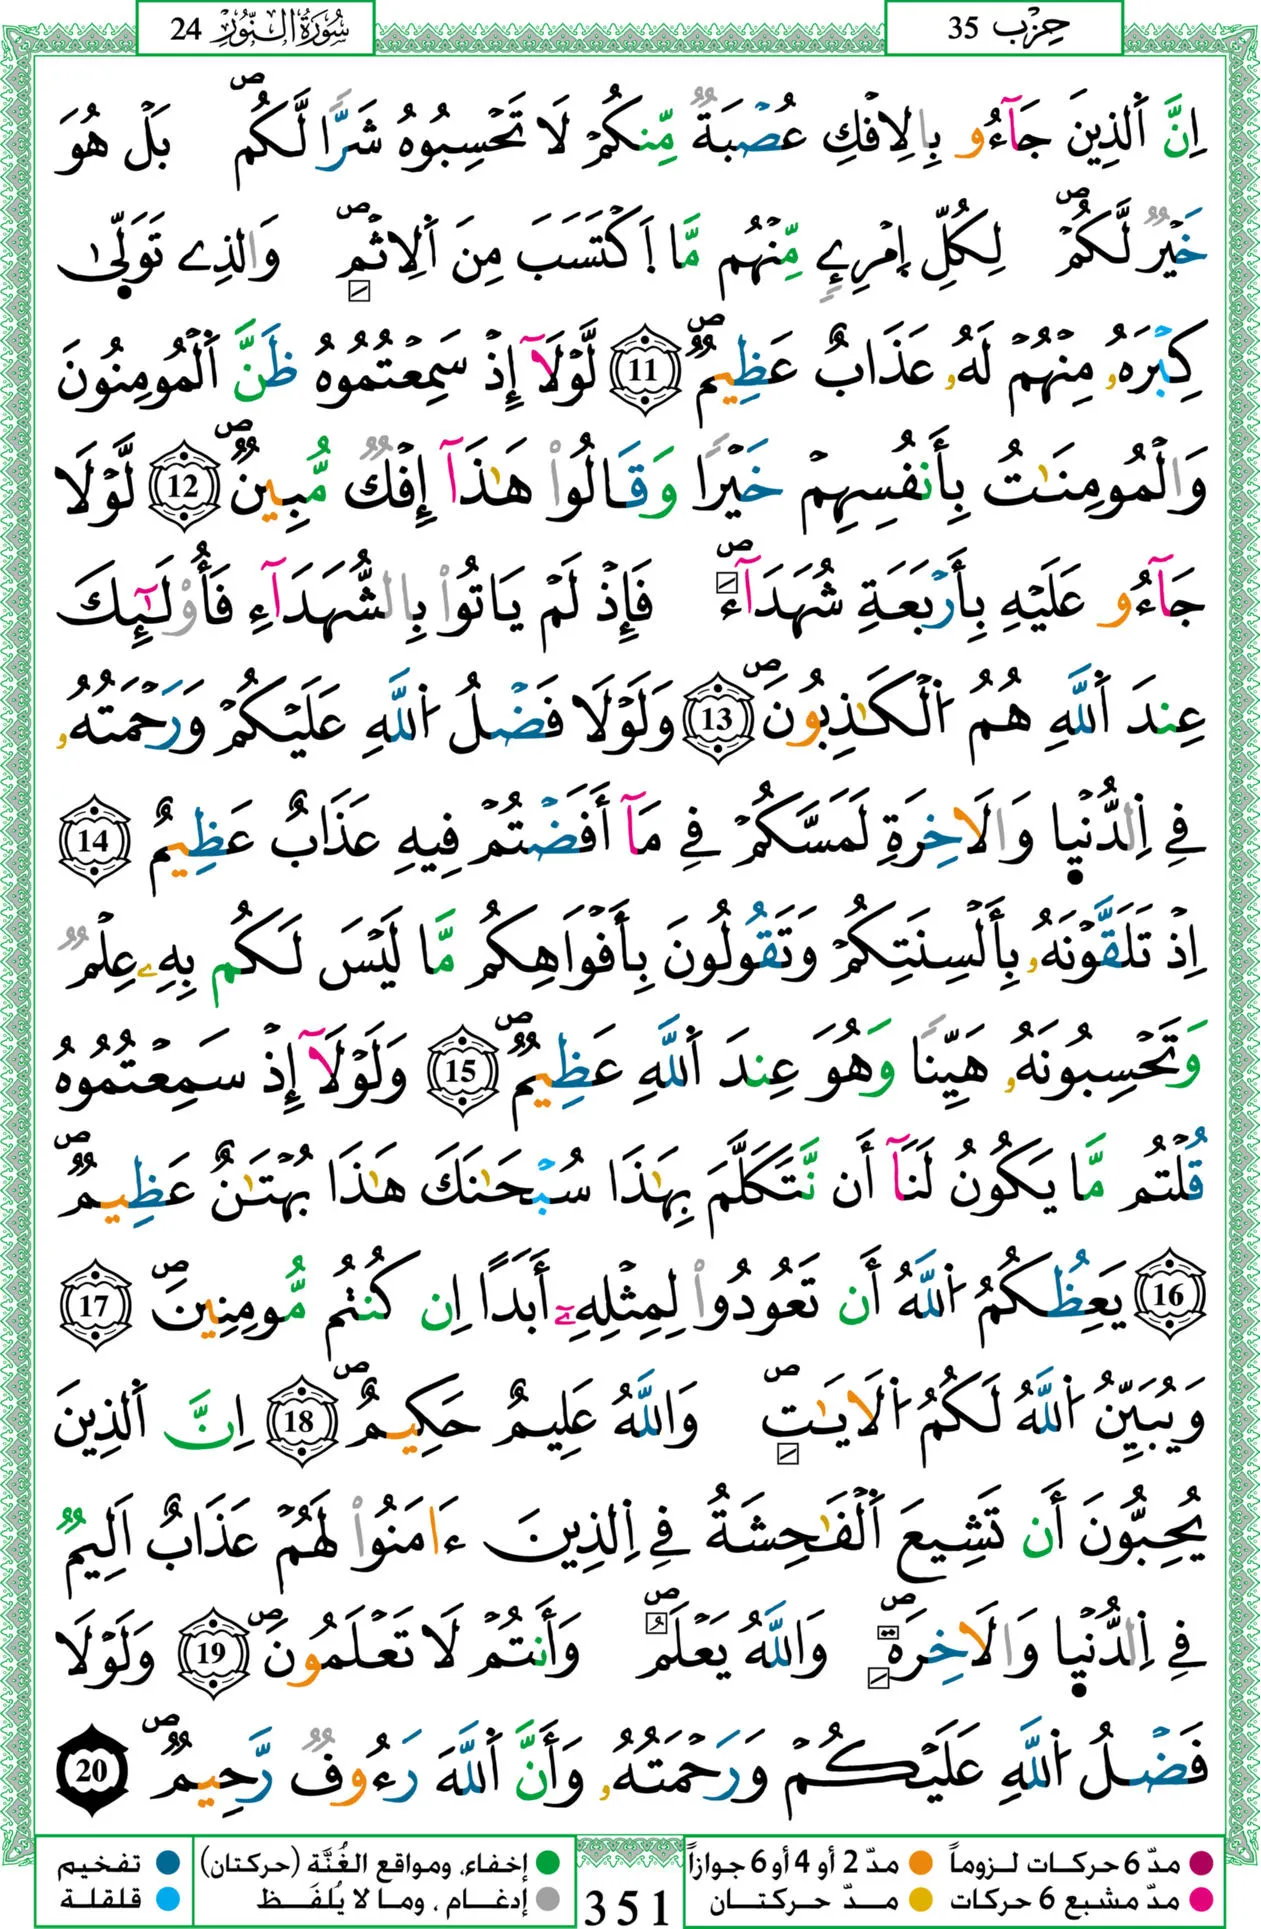 سُورَةُ النُّورِ 24
حِزْب 35
اِنَّ اَ۬لذِينَ جَآءُو بِالِافْكِ عُصْبَةٞ مِّنكُمْ لَا تَحْسِبُوهُ شَرّاٗ لَّكُمۖ بَلْ هُوَ
خَيْرٞ لَّكُمْۖ لِكُلِّ اِ۪مْرِےٕٖ مِّنْهُم مَّا اَ۪كْتَسَبَ مِنَ اَ۬لِاثْمِۖ وَالذِے تَوَلّ۪ىٰ
كِبْرَهُۥ مِنْهُمْ لَهُۥ عَذَابٌ عَظِيمٞۖ 11 لَّوْلَآ إِذْ سَمِعْتُمُوهُ ظَنَّ اَ۬لْمُومِنُونَ
وَالْمُومِنَٰتُ بِأَنفُسِهِمْ خَيْراٗ وَقَالُواْ هَٰذَآ إِفْكٞ مُّبِينٞۖ 12 لَّوْلَا
جَآءُو عَلَيْهِ بِأَرْبَعَةِ شُهَدَآءَۖ فَإِذْ لَمْ يَاتُواْ بِالشُّهَدَآءِ فَأُوْلَٰٓئِكَ
عِندَ اَ۬للَّهِ هُمُ اُ۬لْكَٰذِبُونَۖ 13 وَلَوْلَا فَضْلُ اُ۬للَّهِ عَلَيْكُمْ وَرَحْمَتُهُۥ
فِے اِ۬لدُّنْي۪ا وَالَاخِرَةِ لَمَسَّكُمْ فِے مَآ أَفَضْتُمْ فِيهِ عَذَابٌ عَظِيمٌ 14
اِذْ تَلَقَّوْنَهُۥ بِأَلْسِنَتِكُمْ وَتَقُولُونَ بِأَفْوَاهِكُم مَّا لَيْسَ لَكُم بِهِۦ عِلْمٞ
وَتَحْسِبُونَهُۥ هَيِّناٗ وَهُوَ عِندَ اَ۬للَّهِ عَظِيمٞۖ 15 وَلَوْلَآ إِذْ سَمِعْتُمُوهُ
قُلْتُم مَّا يَكُونُ لَنَآ أَن نَّتَكَلَّمَ بِهَٰذَا سُبْحَٰنَكَ هَٰذَا بُهْتَٰنٌ عَظِيمٞۖ
16 يَعِظُكُمُ اُ۬للَّهُ أَن تَعُودُواْ لِمِثْلِهِۦٓ أَبَداً اِن كُنتُم مُّومِنِينَۖ 17
وَيُبَيِّنُ اُ۬للَّهُ لَكُمُ اُ۬لَايَٰتِۖ وَاللَّهُ عَلِيمٌ حَكِيمٌۖ 18 اِنَّ اَ۬لذِينَ
يُحِبُّونَ أَن تَشِيعَ اَ۬لْفَٰحِشَةُ فِے اِ۬لذِينَ ءَامَنُواْ لَهُمْ عَذَابٌ اَلِيمٞ
فِے اِ۬لدُّنْي۪ا وَالَاخِرَةِۖ وَاللَّهُ يَعْلَمُۖ وَأَنتُمْ لَا تَعْلَمُونَۖ 19 وَلَوْلَا
فَضْلُ اُ۬للَّهِ عَلَيْكُمْ وَرَحْمَتُهُۥ وَأَنَّ اَ۬للَّهَ رَءُوفٞ رَّحِيمٞۖ 20
مدّ 6 حركات لزوماً مدّ 2 أو 4 أو 6 جوازاً
مدّ مشبع 6 حركات مدّ حركتان
351
إخفاء، ومواقع الغُنَّة (حركتان) تفخيم
إدغام ، وما لا يُلفَظ قلقلة